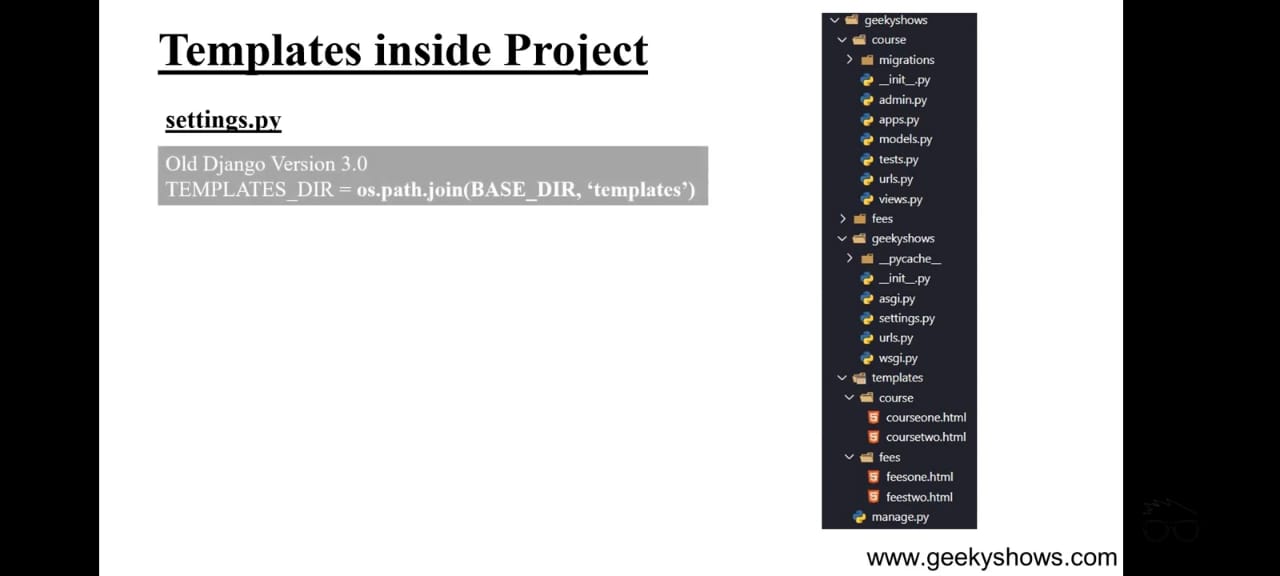 Templates inside Project
settings.py
Old Django Version 3.0
TEMPLATES_DIR = os.path.join(BASE_DIR, ‘templates’)
geekyshows
course
migrations
__init__.py
admin.py
apps.py
models.py
tests.py
urls.py
views.py
fees
geekyshows
__pycache__
__init__.py
asgi.py
settings.py
urls.py
wsgi.py
templates
course
courseone.html
coursetwo.html
fees
feesone.html
feestwo.html
manage.py
www.geekyshows.com